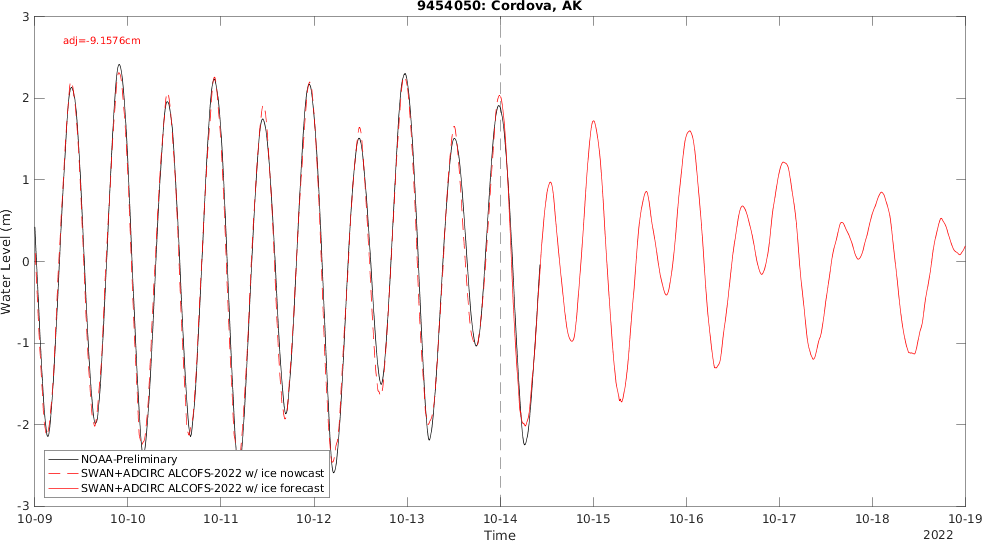 9454050: Cordova, AK
adj=-9.1576cm
3
2
1
0
-1
-2
-3
Water Level (m)
NOAA-Preliminary
SWAN+ADCIRC ALCOFS-2022 w/ ice nowcast
SWAN+ADCIRC ALCOFS-2022 w/ ice forecast
10-09 10-10 10-11 10-12 10-13 10-14 10-15 10-16 10-17 10-18 10-19
Time
2022